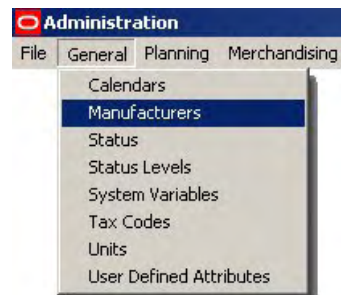 Administration
File General Planning Merchandising
Calendars
Manufacturers
Status
Status Levels
System Variables
Tax Codes
Units
User Defined Attributes